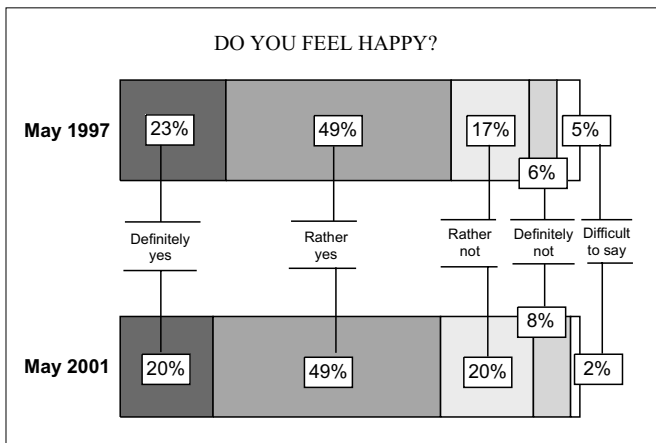 DO YOU FEEL HAPPY?
May 1997
23%
49%
17%
6%
5%
Definitely
yes
Rather
yes
Rather
not
Definitely
not
Difficult
to say
May 2001
20%
49%
20%
8%
2%